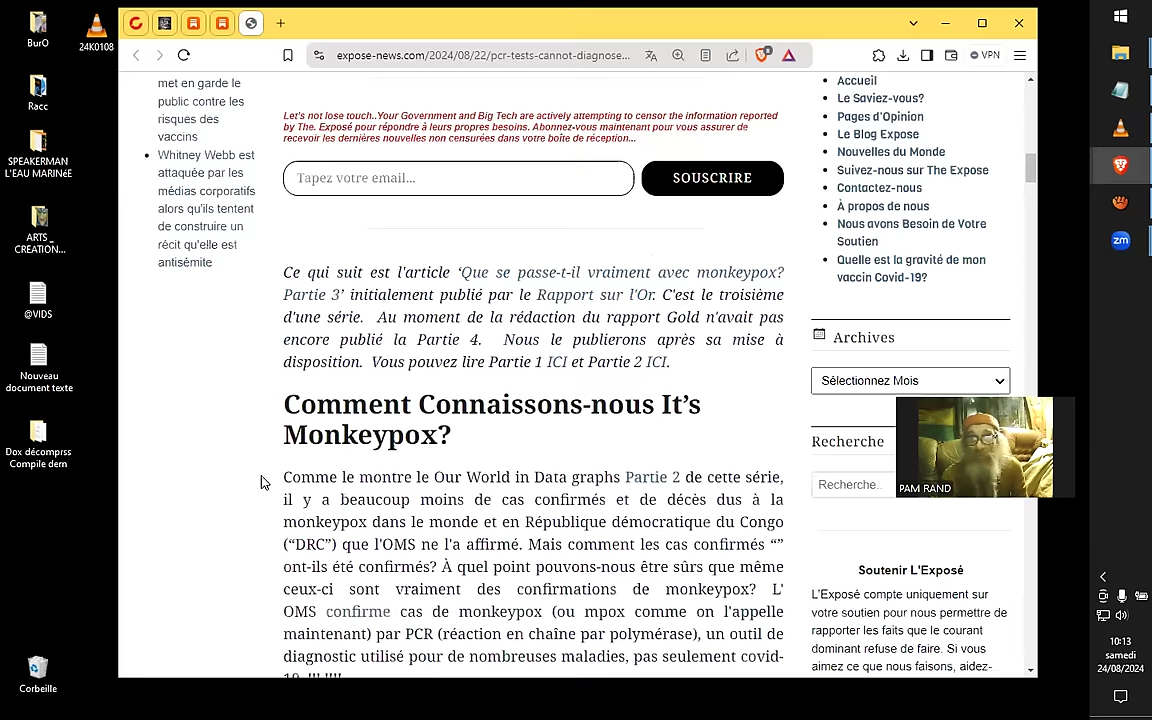 BurO
24K0108
Racc
SPEAKERMAN
L'EAU MARINéE
ARTS _
CREATION...
@VIDS
Nouveau
document texte
Dox décomprss
Compile dern
Corbeille
expose-news.com/2024/08/22/pcr-tests-cannot-diagnose...
VPN
met en garde le
public contre les
risques des
vaccins
Whitney Webb est
attaquée par les
médias corporatifs
alors qu'ils tentent
de construire un
récit qu'elle est
antisémite
Let's not lose touch..Your Government and Big Tech are actively attempting to censor the information reported
by The. Exposé pour répondre à leurs propres besoins. Abonnez-vous maintenant pour vous assurer de
recevoir les dernières nouvelles non censurées dans votre boîte de réception...
Tapez votre email...
SOUSCRIRE
Ce qui suit est l'article ‘Que se passe-t-il vraiment avec monkeypox?
Partie 3’ initialement publié par le Rapport sur l'Or. C'est le troisième
d'une série. Au moment de la rédaction du rapport Gold n'avait pas
encore publié la Partie 4. Nous le publierons après sa mise à
disposition. Vous pouvez lire Partie 1 ICI et Partie 2 ICI.
Comment Connaissons-nous It’s
Monkeypox?
Comme le montre le Our World in Data graphs Partie 2 de cette série,
il y a beaucoup moins de cas confirmés et de décès dus à la
monkeypox dans le monde et en République démocratique du Congo
(“DRC”) que l'OMS ne l'a affirmé. Mais comment les cas confirmés “”
ont-ils été confirmés? À quel point pouvons-nous être sûrs que même
ceux-ci sont vraiment des confirmations de monkeypox? L'
OMS confirme cas de monkeypox (ou mpox comme on l'appelle
maintenant) par PCR (réaction en chaîne par polymérase), un outil de
diagnostic utilisé pour de nombreuses maladies, pas seulement covid-
Accueil
Le Saviez-vous?
Pages d'Opinion
Le Blog Expose
Nouvelles du Monde
Suivez-nous sur The Expose
Contactez-nous
À propos de nous
Nous avons Besoin de Votre
Soutien
Quelle est la gravité de mon
vaccin Covid-19?
Archives
Sélectionnez Mois
Recherche
Recherche..
PAM RAND
Soutenir L'Exposé
L'Exposé compte uniquement sur
votre soutien pour nous permettre de
rapporter les faits que le courant
dominant refuse de faire. Si vous
aimez ce que nous faisons, aidez-
zm
10:13
samedi
24/08/2024